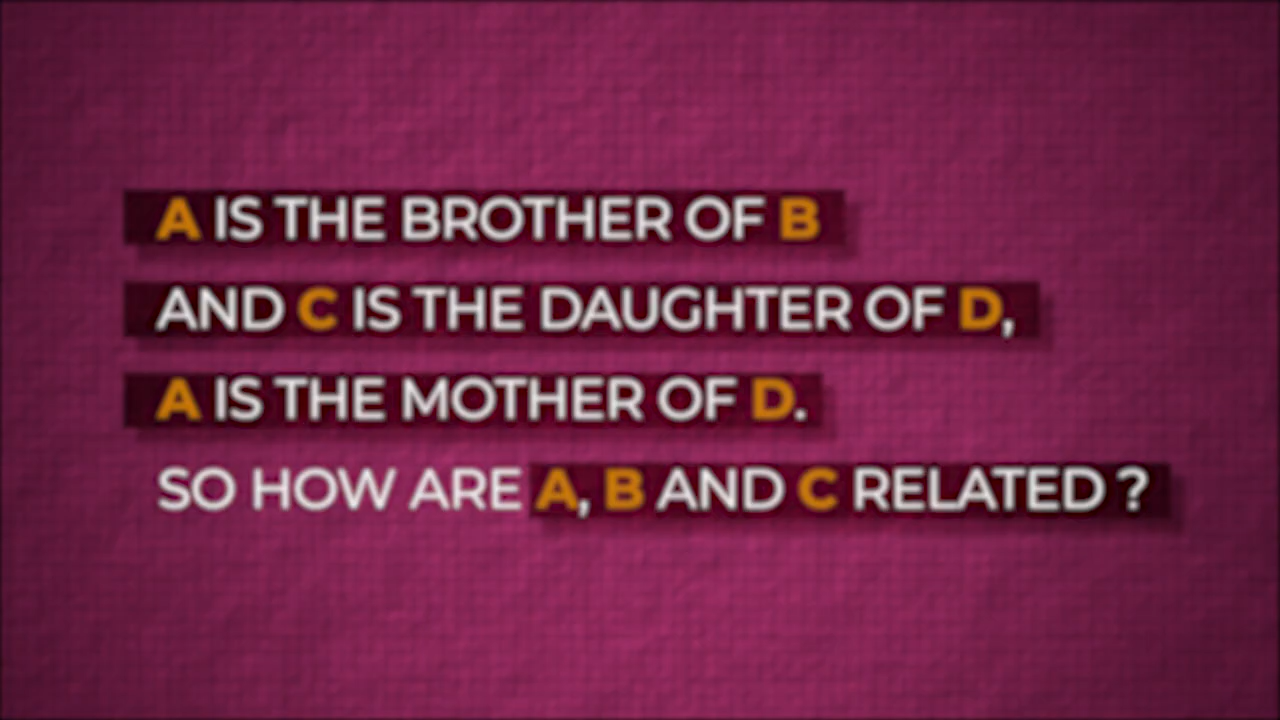 A IS THE BROTHER OF B
AND C IS THE DAUGHTER OF D,
A IS THE MOTHER OF D.
SO HOW ARE A, B AND C RELATED ?